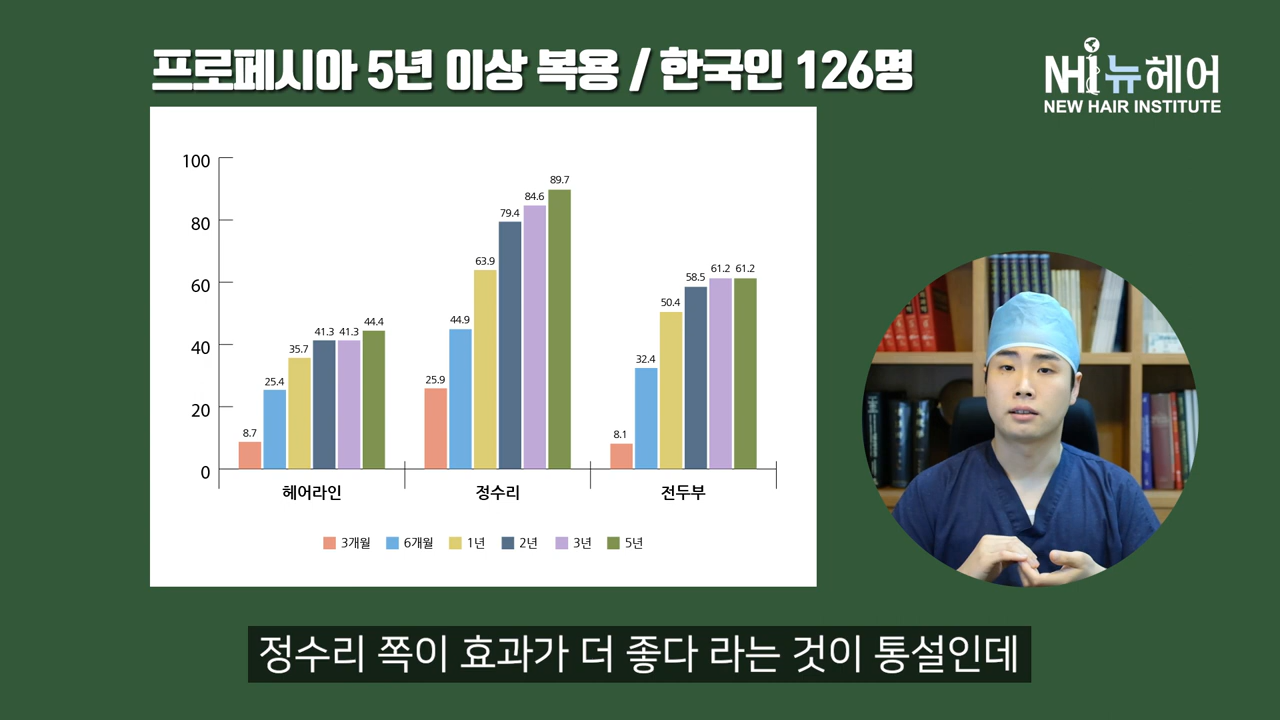 프로페시아 5년 이상 복용 / 한국인 126명
NHI 뉴헤어
NEW HAIR INSTITUTE
100
80
60
40
20
0
8.7 25.4 35.7 41.3 41.3 44.4
25.9 44.9 63.9 79.4 84.6 89.7
8.1 32.4 50.4 58.5 61.2 61.2
헤어라인 정수리 전두부
3개월 6개월 1년 2년 3년 5년
정수리 쪽이 효과가 더 좋다 라는 것이 통설인데